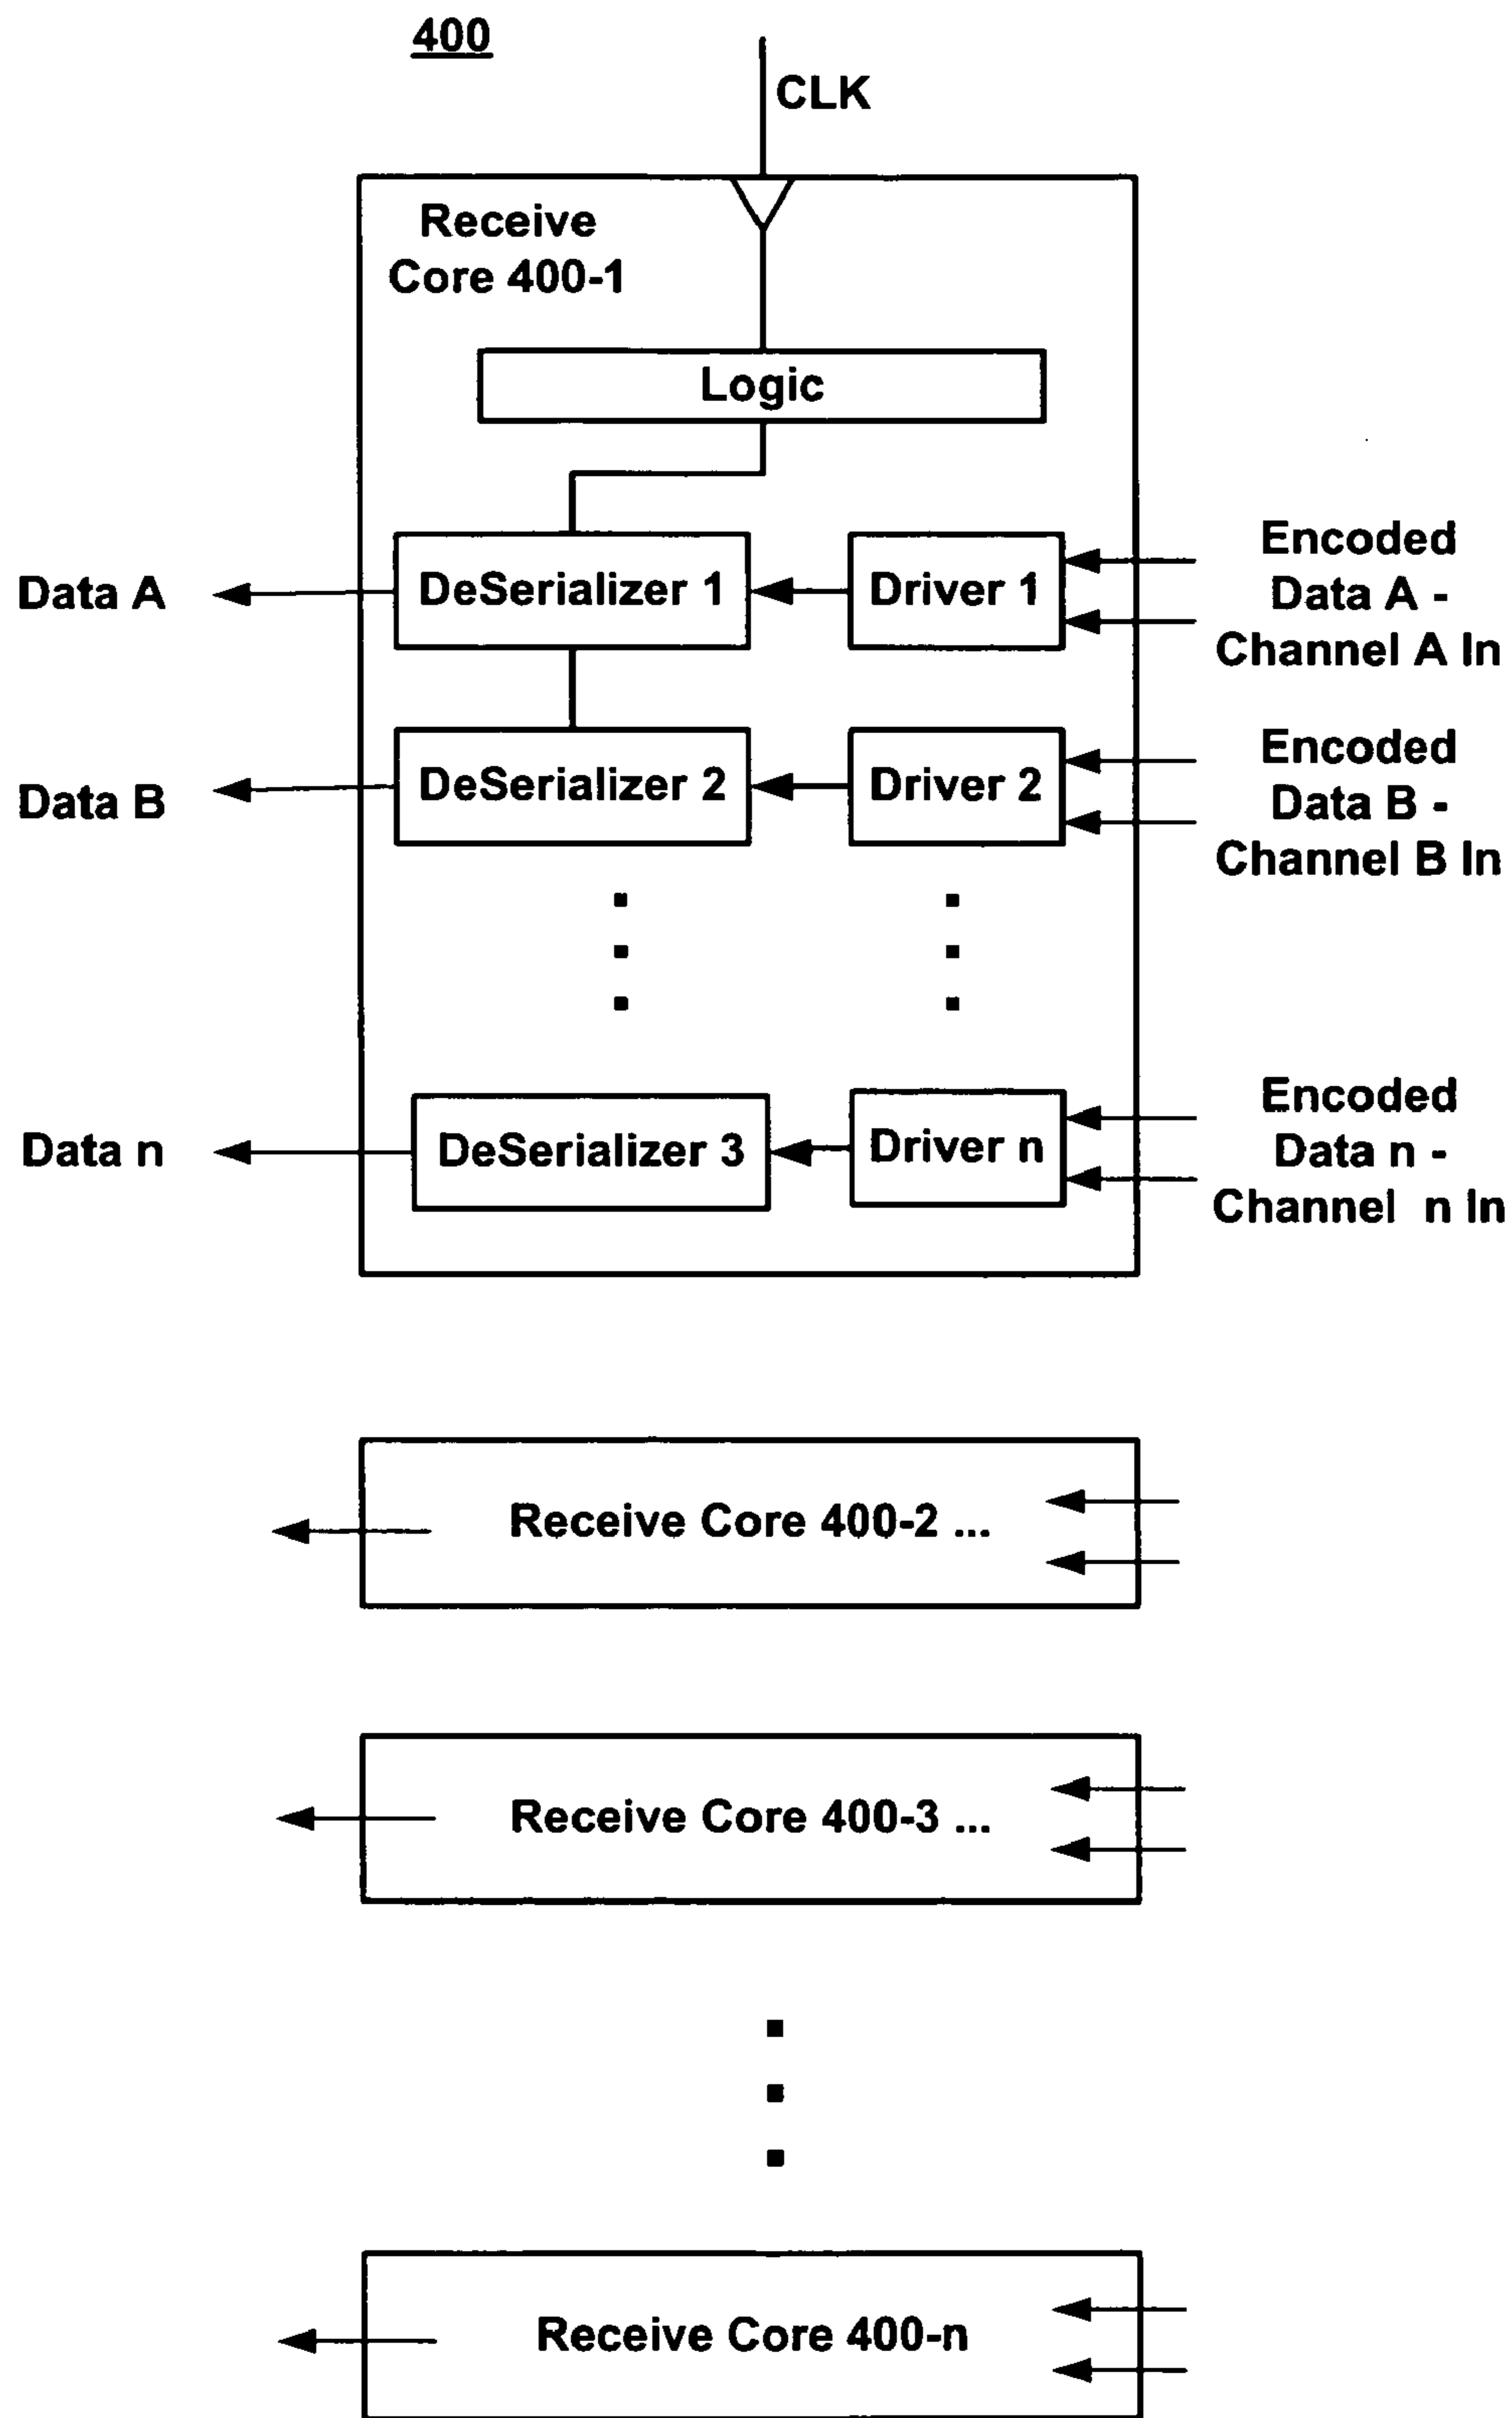 400
CLK
Receive
Core 400-1
Logic
Data A
DeSerializer 1
Driver 1
Encoded
Data A -
Channel A In
Data B
DeSerializer 2
Driver 2
Encoded
Data B -
Channel B In
Data n
DeSerializer 3
Driver n
Encoded
Data n -
Channel n In
Receive Core 400-2 ...
Receive Core 400-3 ...
Receive Core 400-n